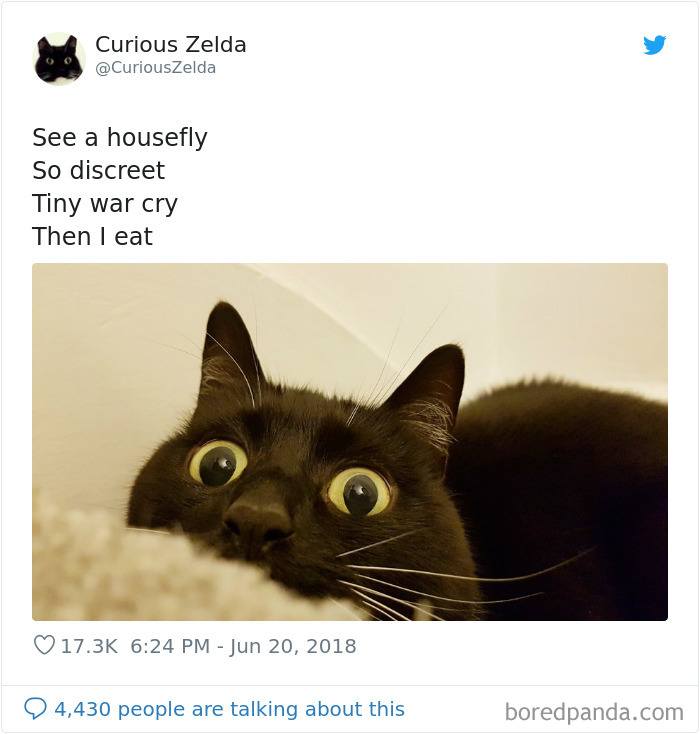 Curious Zelda
@CuriousZelda
See a housefly
So discreet
Tiny war cry
Then I eat
17.3K 6:24 PM - Jun 20, 2018
4,430 people are talking about this
boredpanda.com